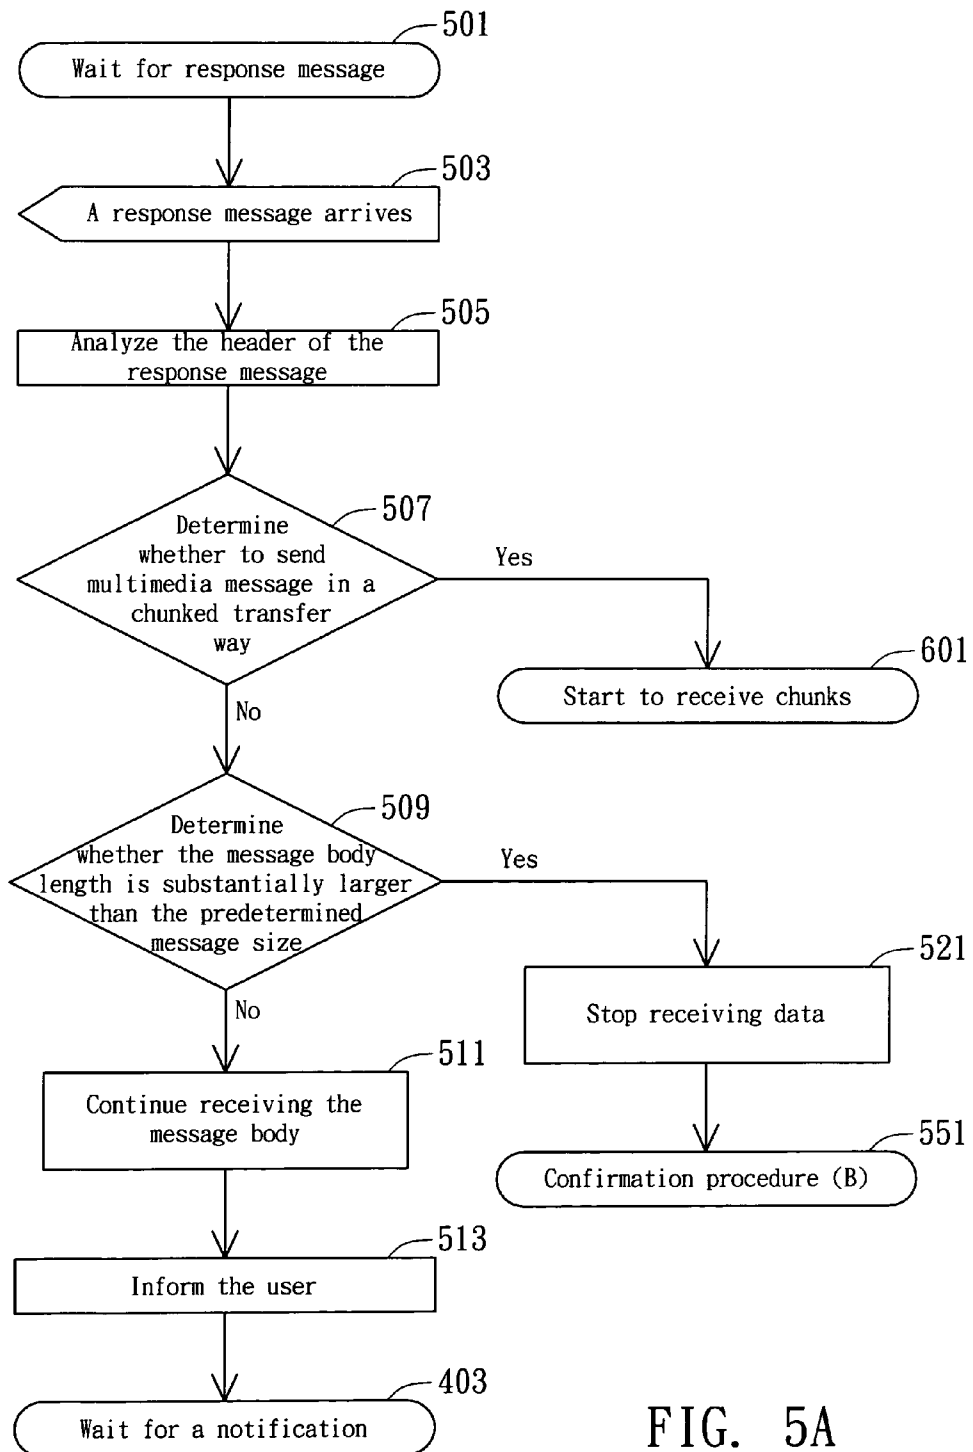 501
Wait for response message
503
A response message arrives
505
Analyze the header of the
response message
507
Determine
whether to send
multimedia message in a
chunked transfer
way
Yes
601
Start to receive chunks
No
509
Determine
whether the message body
length is substantially larger
than the predetermined
message size
Yes
521
Stop receiving data
No
511
Continue receiving the
message body
551
Confirmation procedure (B)
513
Inform the user
403
Wait for a notification
FIG. 5A